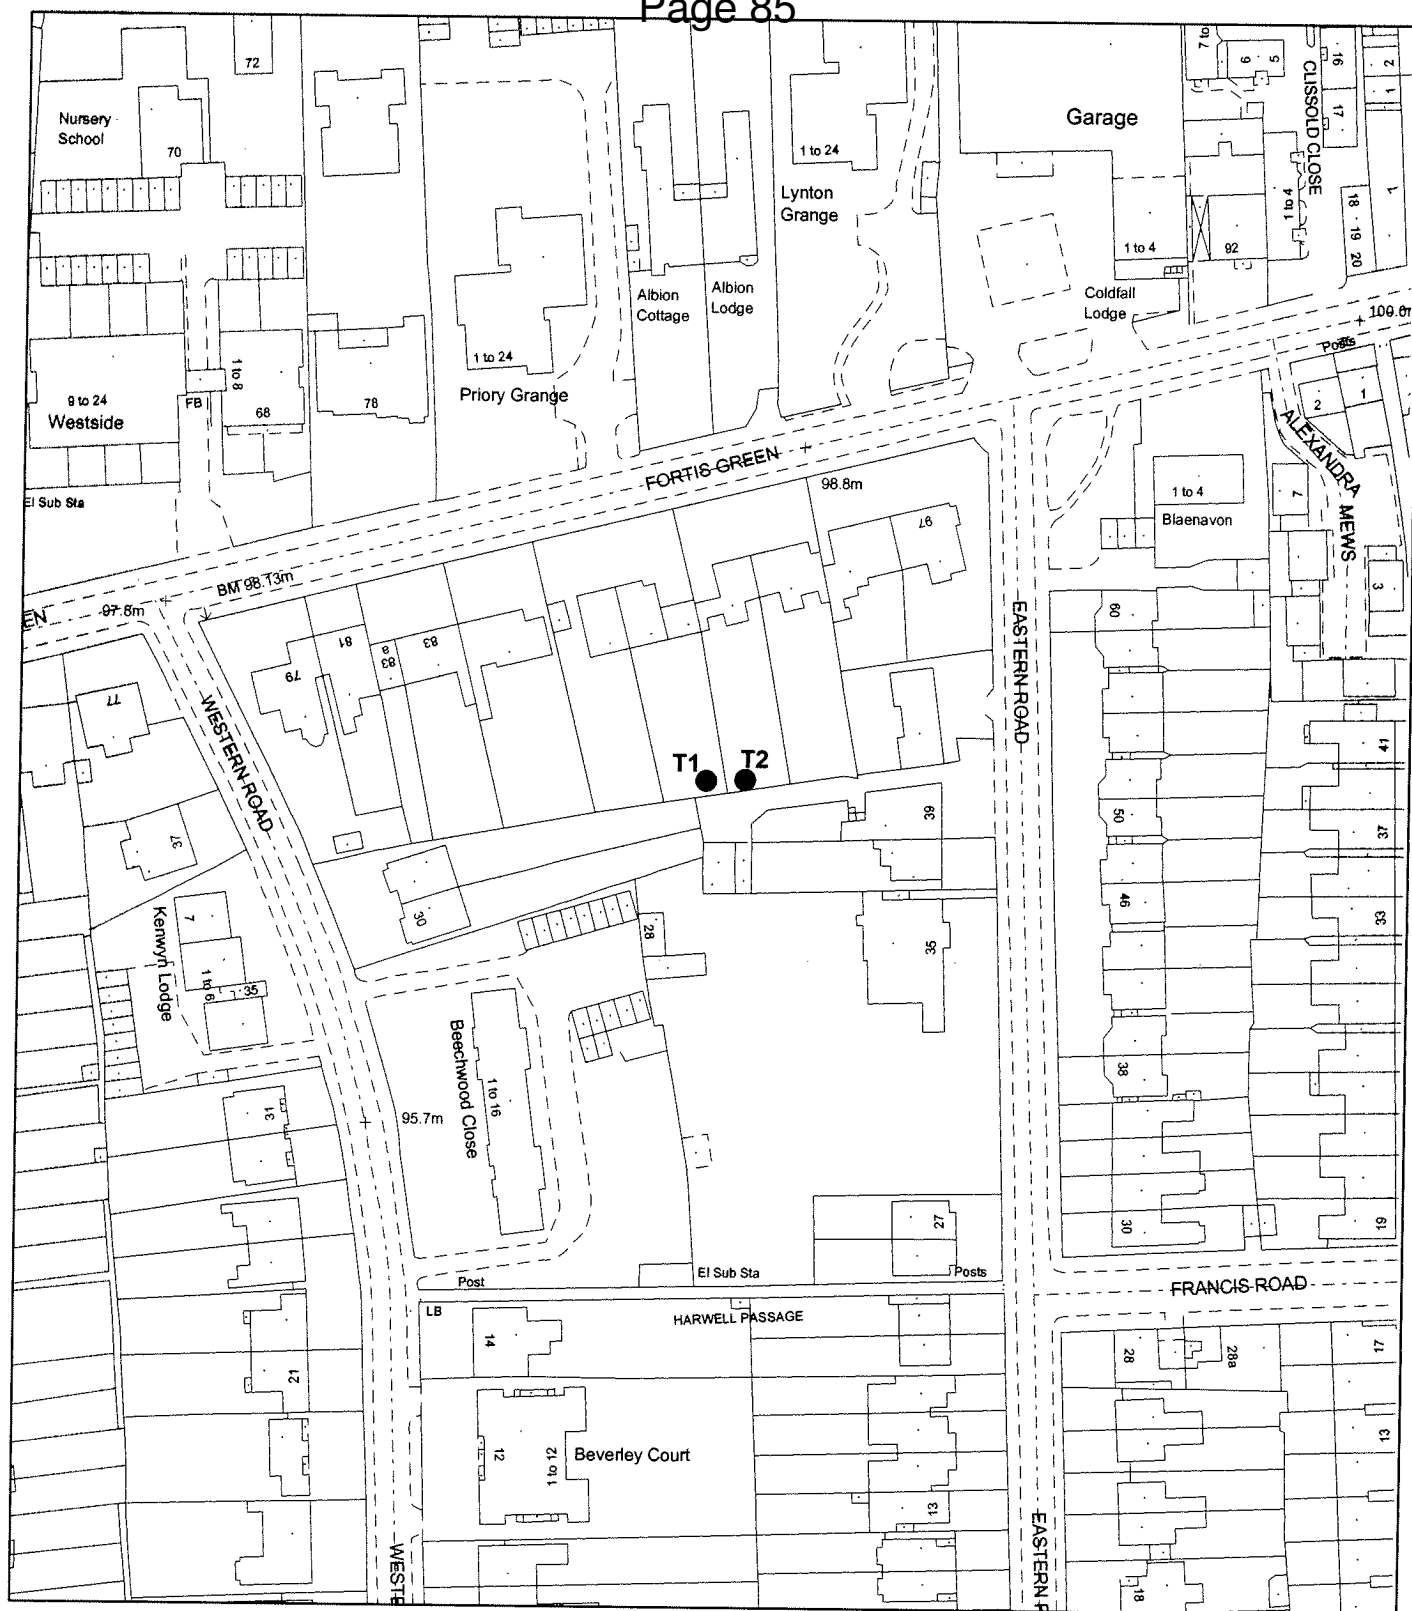 Page 85
72
Nursery
School
70
1 to 24
Lynton
Grange
Garage
7 to
6
5
CLISSOLD CLOSE
16
17
2
1
1
1 to 4
18
19
20
1 to 4
92
Albion
Cottage
Albion
Lodge
Coldfall
Lodge
100.0m
Posts
1 to 24
Priory Grange
9 to 24
Westside
FB
1 to 8
68
78
El Sub Sta
FORTIS GREEN
98.8m
2
1
ALEXANDRA MEWS
7
3
1 to 4
Blaenavon
97
BM 98.13m
97.6m
EN
77
79
81
83
a
83
WESTERN ROAD
EASTERN ROAD
60
T1
T2
41
37
39
50
37
30
28
46
33
35
Kenwyn Lodge
7
1 to 6
35
Beechwood Close
1 to 16
38
31
95.7m
27
30
19
Post
El Sub Sta
Posts
FRANCIS ROAD
LB
HARWELL PASSAGE
14
28
28a
17
21
12
1 to 12
Beverley Court
13
13
WESTE
EASTERN R
18